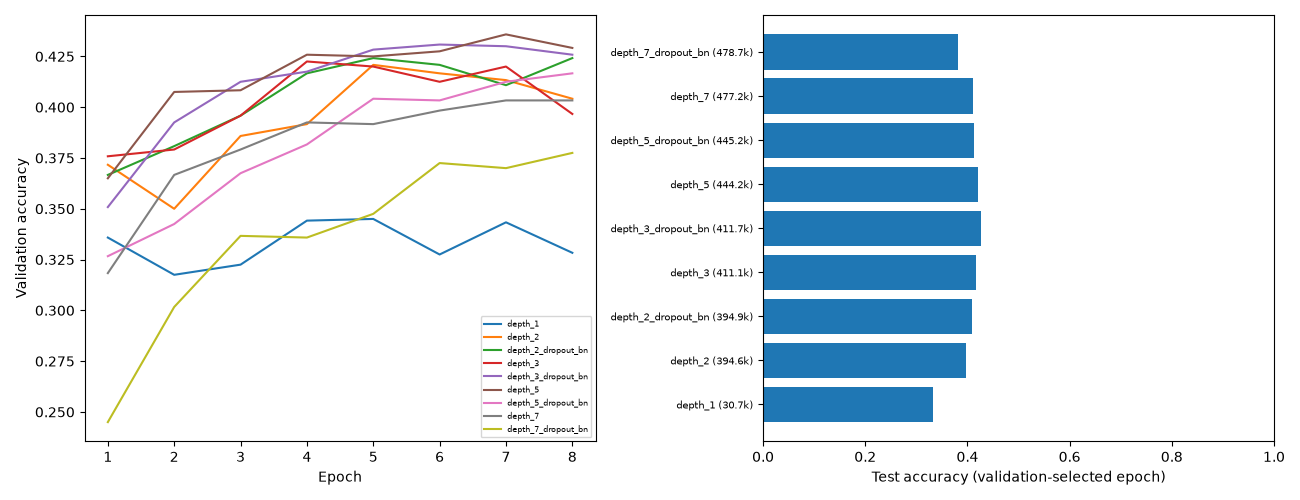 0.425
0.400
0.375
0.350
0.325
0.300
0.275
0.250
Validation accuracy
1 2 3 4 5 6 7 8
Epoch
depth_1
depth_2
depth_2_dropout_bn
depth_3
depth_3_dropout_bn
depth_5
depth_5_dropout_bn
depth_7
depth_7_dropout_bn
depth_7_dropout_bn (478.7k)
depth_7 (477.2k)
depth_5_dropout_bn (445.2k)
depth_5 (444.2k)
depth_3_dropout_bn (411.7k)
depth_3 (411.1k)
depth_2_dropout_bn (394.9k)
depth_2 (394.6k)
depth_1 (30.7k)
0.0 0.2 0.4 0.6 0.8 1.0
Test accuracy (validation-selected epoch)